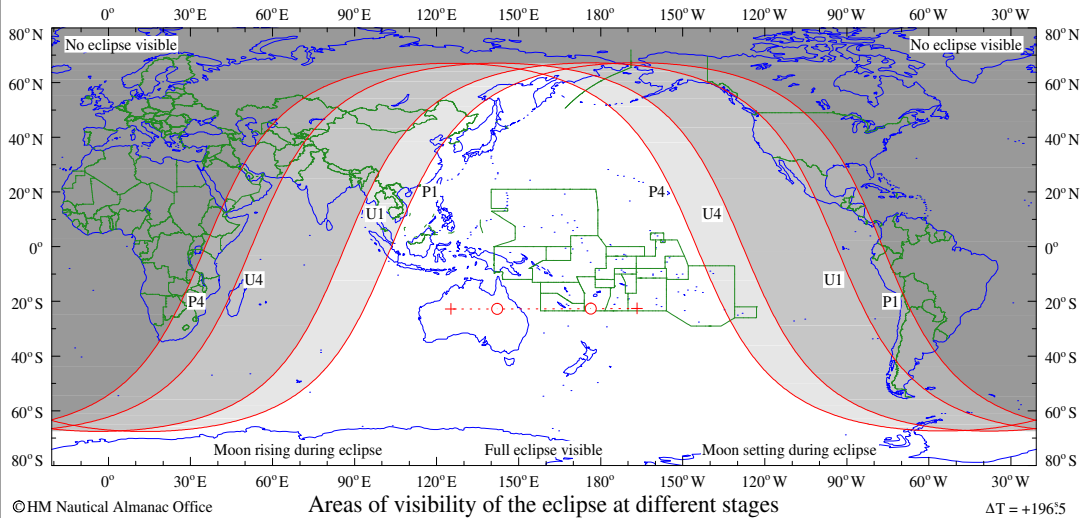 0° 30°E 60°E 90°E 120°E 150°E 180° 150°W 120°W 90°W 60°W 30°W
80°N 80°N
No eclipse visible No eclipse visible
60°N 60°N
40°N 40°N
20°N P1 P4 20°N
U1 U4
0° 0°
U4 U1
20°S P4 P1 20°S
40°S 40°S
60°S 60°S
Moon rising during eclipse Full eclipse visible Moon setting during eclipse
80°S 80°S
0° 30°E 60°E 90°E 120°E 150°E 180° 150°W 120°W 90°W 60°W 30°W
©HM Nautical Almanac Office Areas of visibility of the eclipse at different stages ΔT = +196ˢ.5